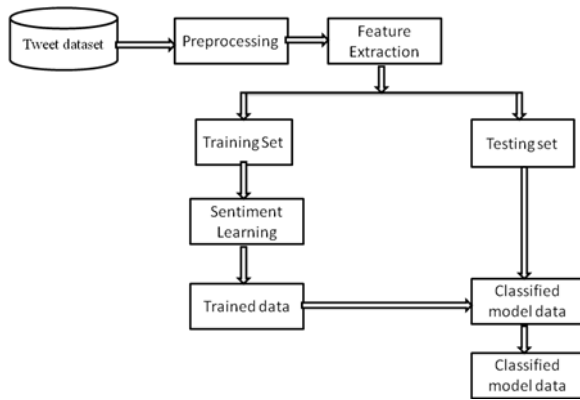 Tweet dataset
Preprocessing
Feature
Extraction
Training Set
Testing set
Sentiment
Learning
Trained data
Classified
model data
Classified
model data